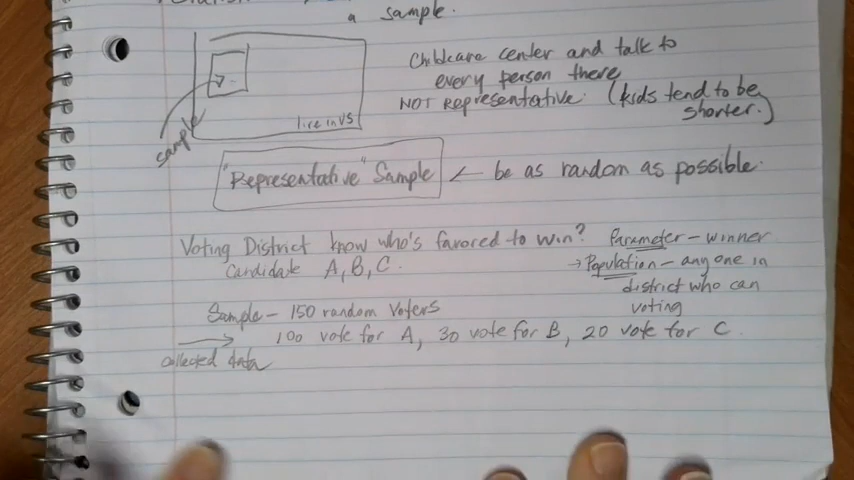 a sample.
Childcare center and talk to
every person there
NOT Representative. (kids tend to be
shorter.)
live in US
sample
"Representative" Sample ← be as random as possible.
Voting District know who's favored to win? Parameter - winner
Candidate A, B, C. → Population - anyone in
district who can
voting
Sample - 150 random Voters
→ 100 vote for A, 30 vote for B, 20 vote for C.
collected data